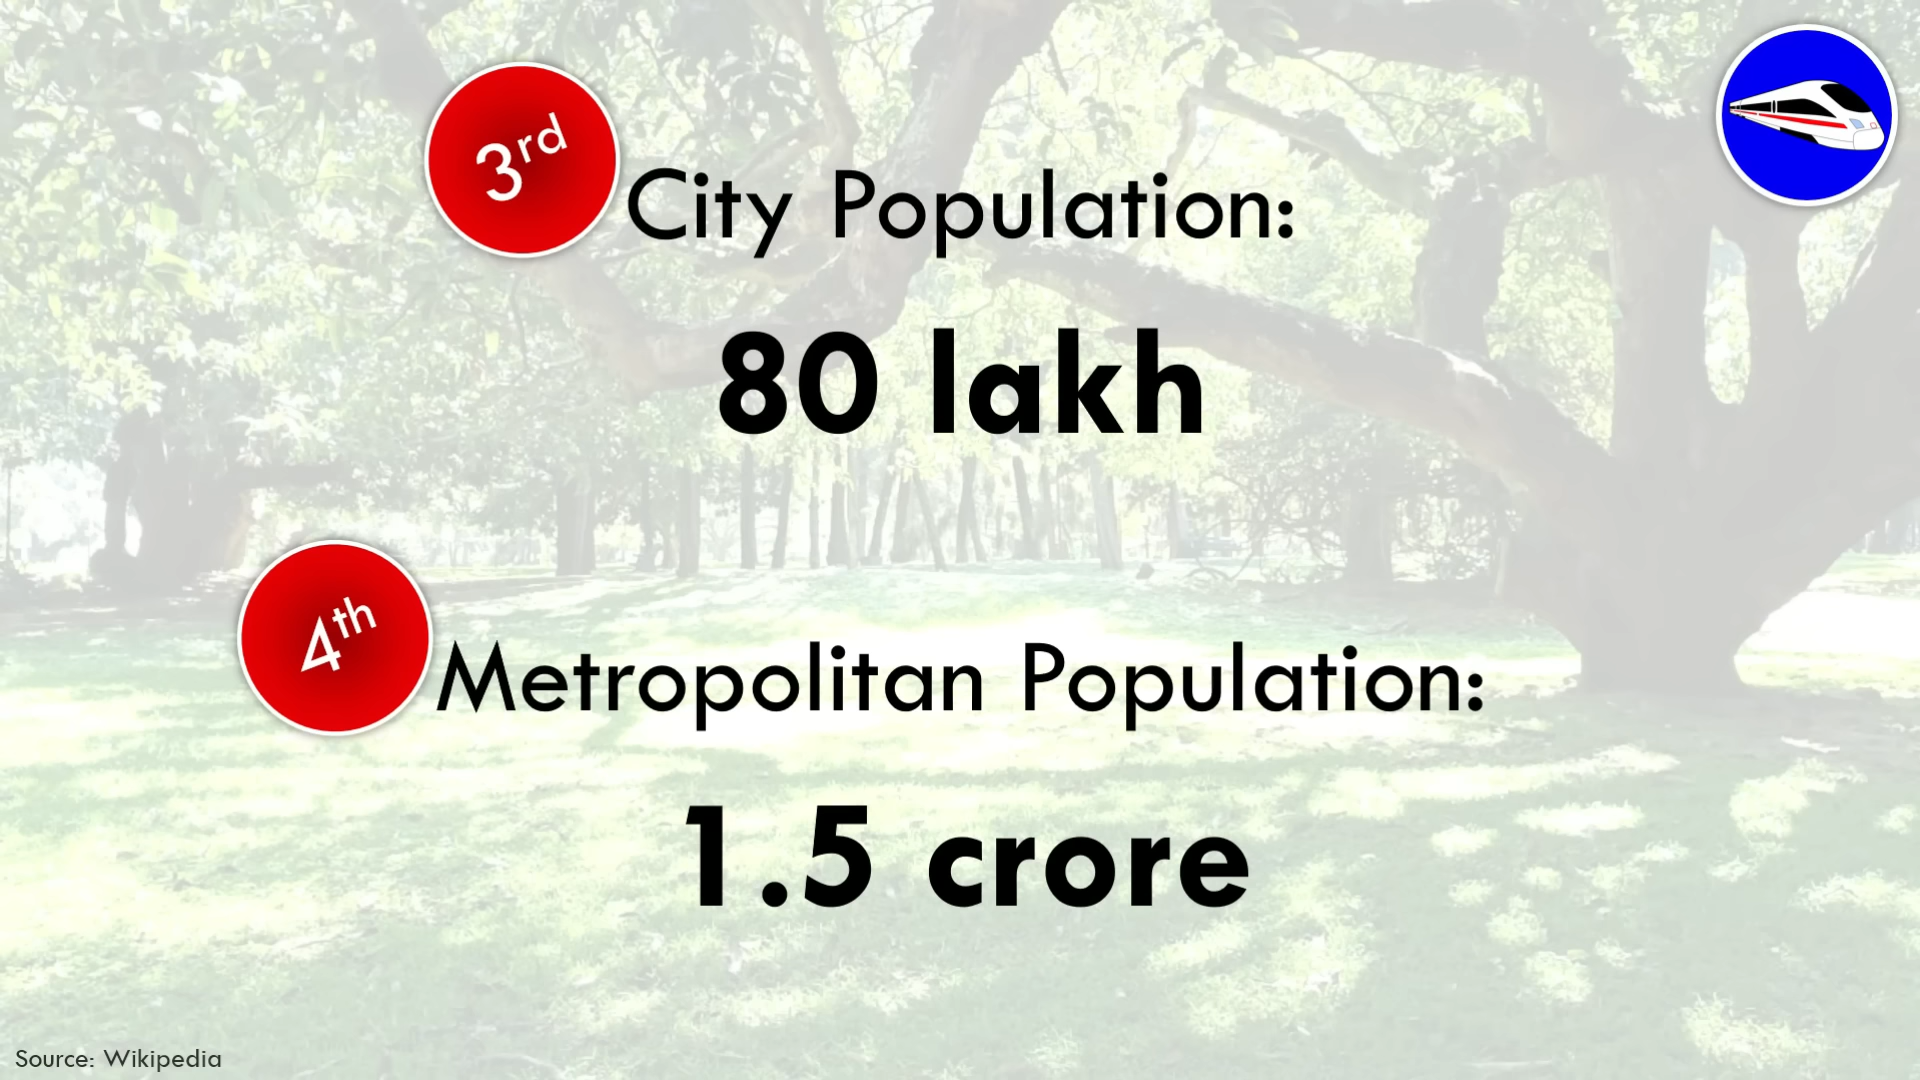 3rd
City Population:
80 lakh
4th
Metropolitan Population:
1.5 crore
Source: Wikipedia